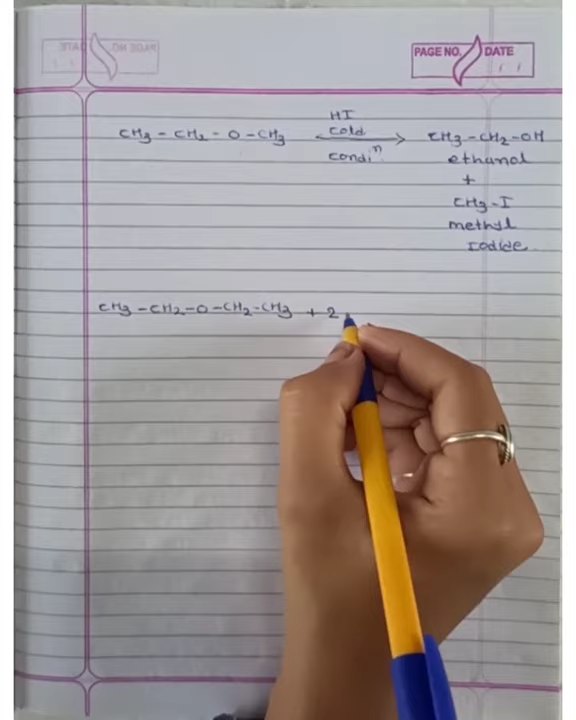 PAGE NO. DATE
HI
CH3 - CH2 - O - CH3 cold CH3 - CH2 - OH
condiⁿ ethanol
+
CH3 - I
methyl
Iodide
CH3 - CH2 - O - CH2 - CH3 + 2